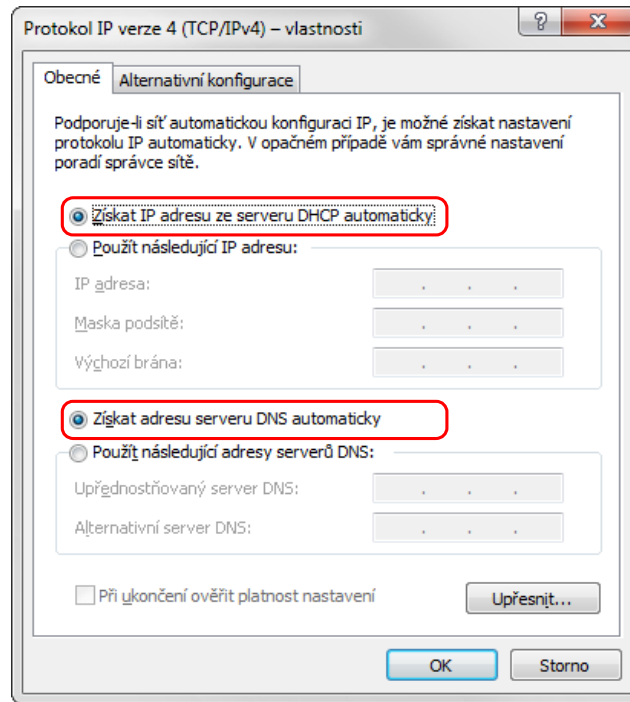 Protokol IP verze 4 (TCP/IPv4) – vlastnosti
Obecné
Alternativní konfigurace
Podporuje-li síť automatickou konfiguraci IP, je možné získat nastavení
protokolu IP automaticky. V opačném případě vám správné nastavení
poradí správce sítě.
Získat IP adresu ze serveru DHCP automaticky
Použít následující IP adresu:
IP adresa:
Maska podsítě:
Výchozí brána:
Získat adresu serveru DNS automaticky
Použít následující adresy serverů DNS:
Upřednostňovaný server DNS:
Alternativní server DNS:
Při ukončení ověřit platnost nastavení
Upřesnit...
OK
Storno